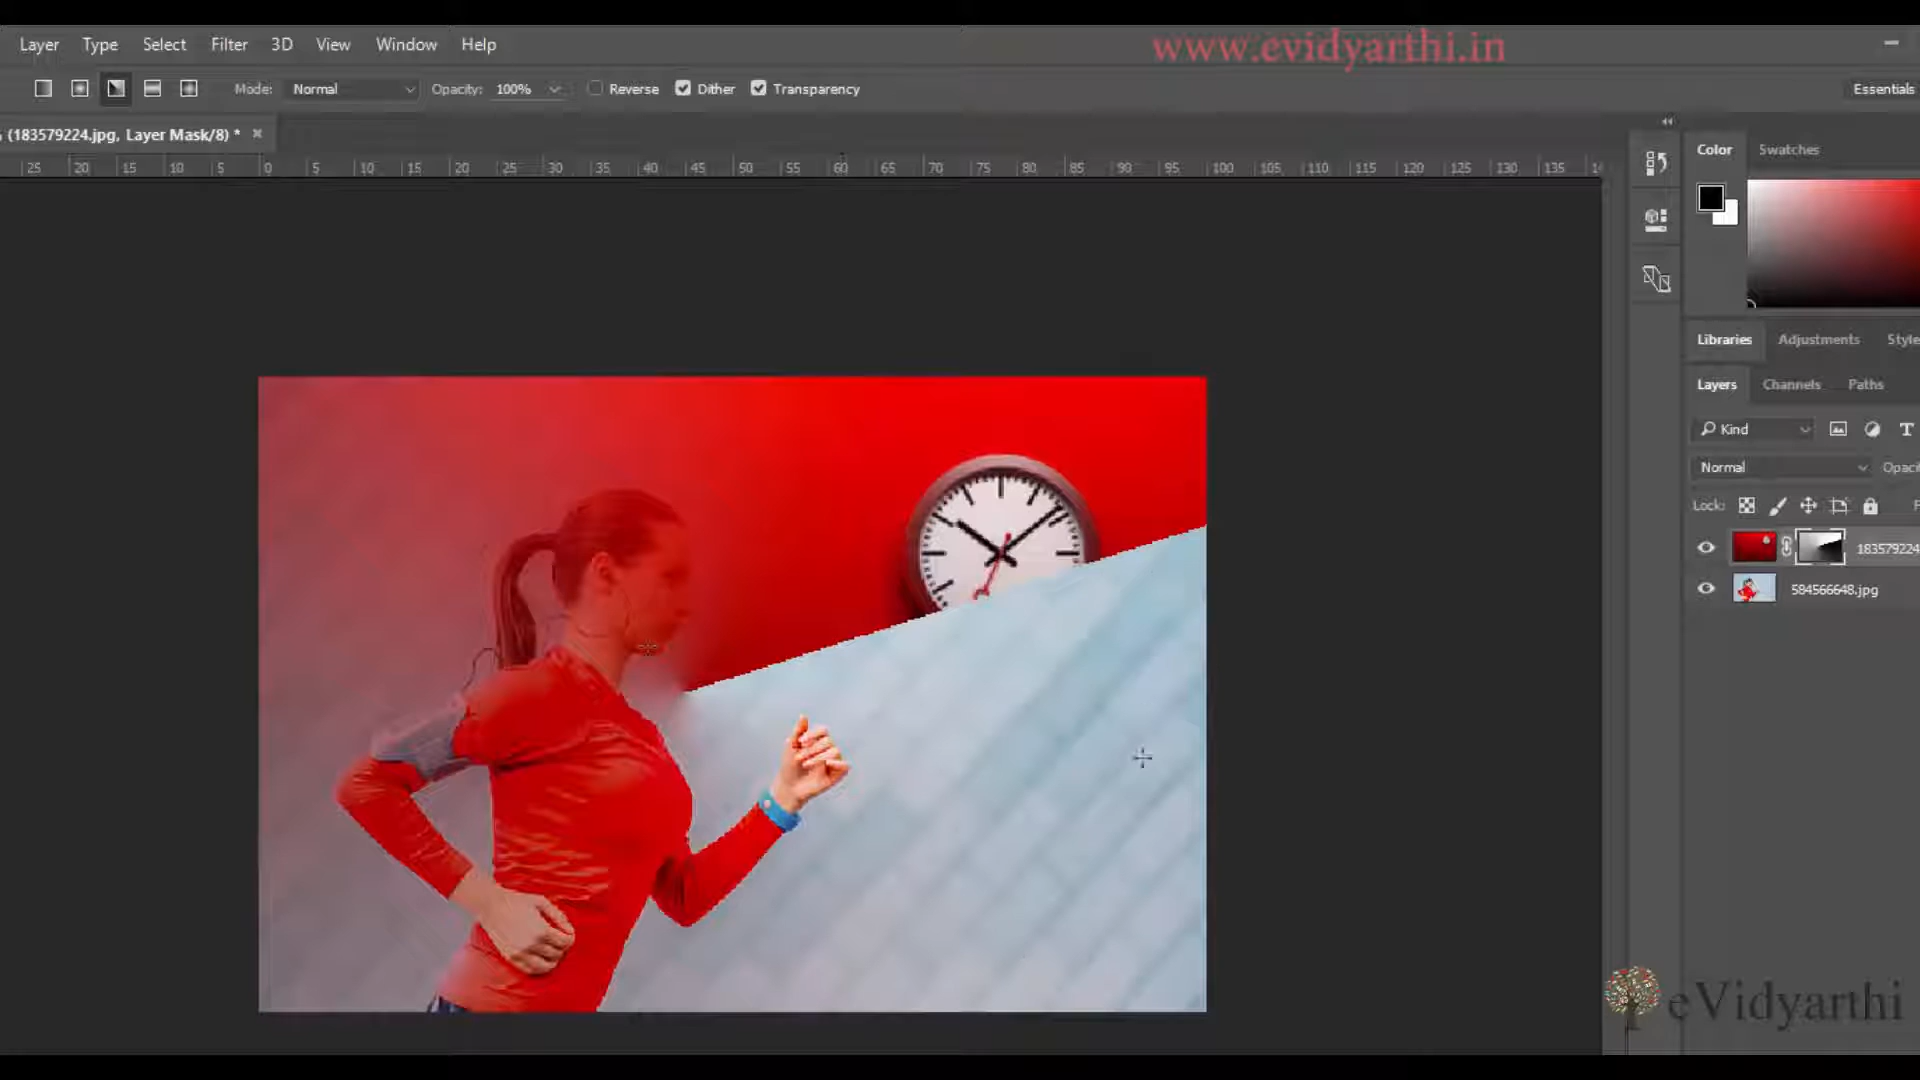 Layer Type Select Filter 3D View Window Help
www.evidyarthi.in
Mode: Normal Opacity: 100% Reverse Dither Transparency
Essentials
(183579224.jpg, Layer Mask/8) *
25 20 15 10 5 0 5 10 15 20 25 30 35 40 45 50 55 60 65 70 75 80 85 90 95 100 105 110 115 120 125 130 135
Color Swatches
Libraries Adjustments Style
Layers Channels Paths
Kind
Normal Opaci
Lock:
183579224
584566648.jpg
eVidyarthi